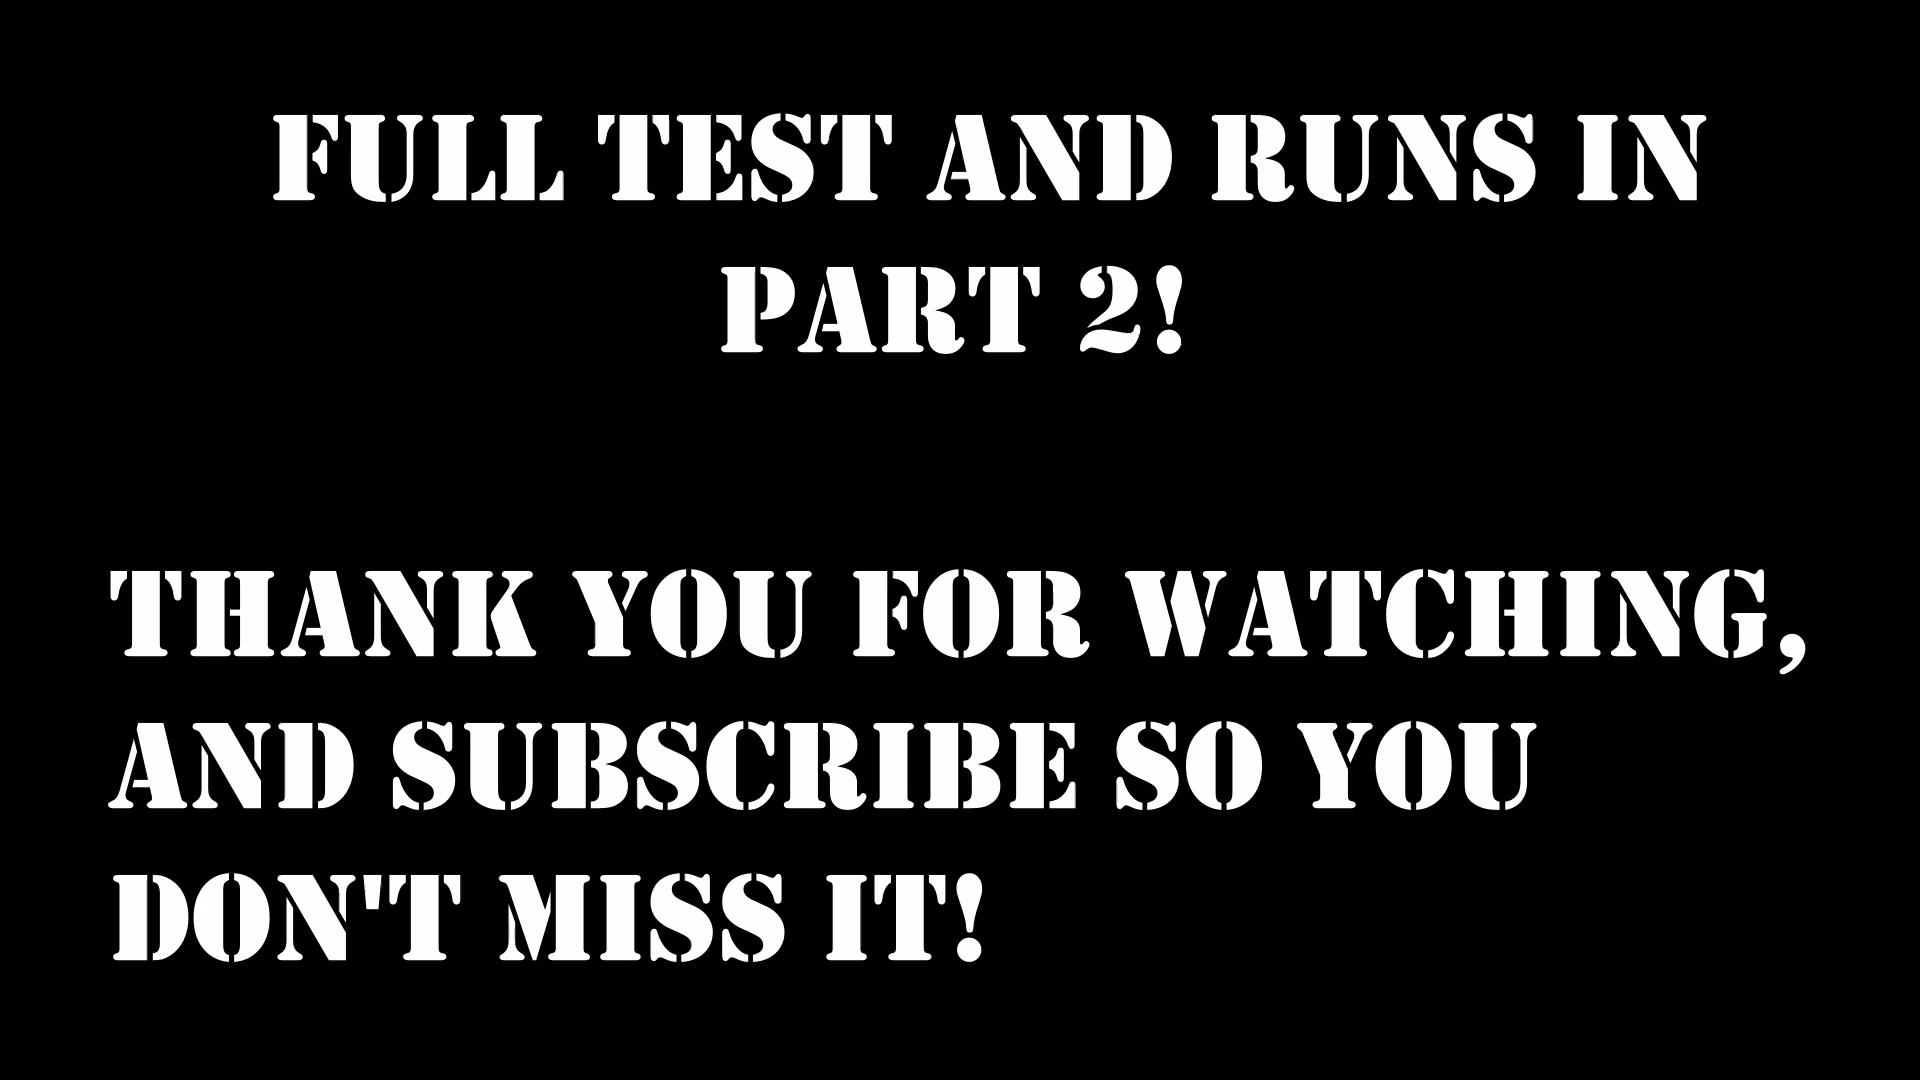 FULL TEST AND RUNS IN
PART 2!
THANK YOU FOR WATCHING,
AND SUBSCRIBE SO YOU
DON'T MISS IT!